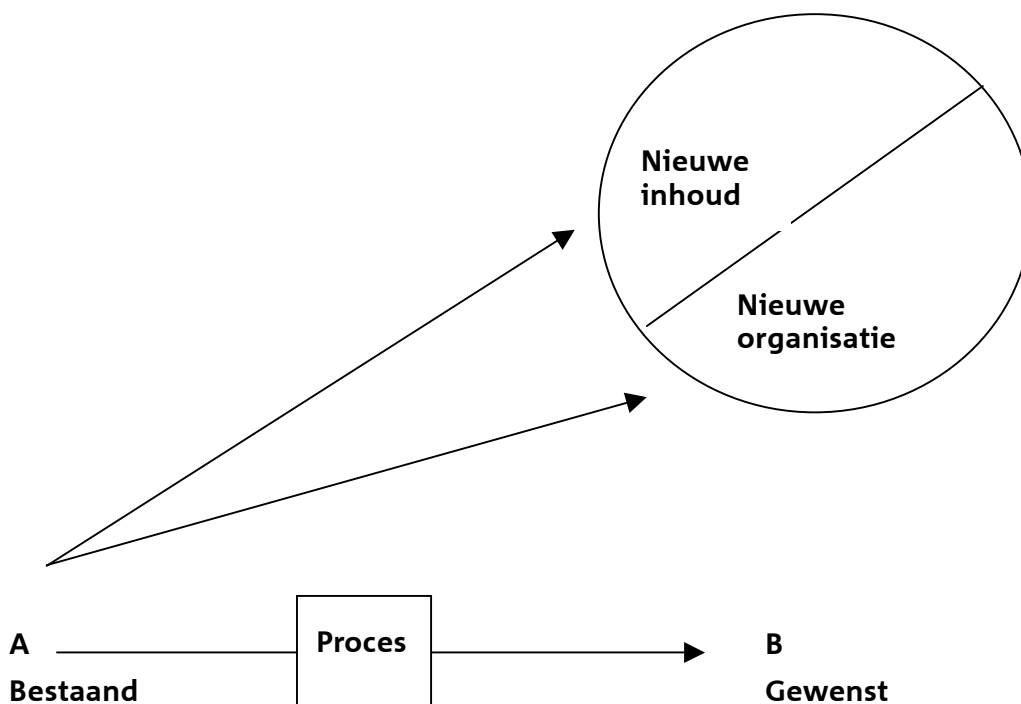 Nieuwe
inhoud
Nieuwe
organisatie
A
Proces
B
Bestaand
Gewenst